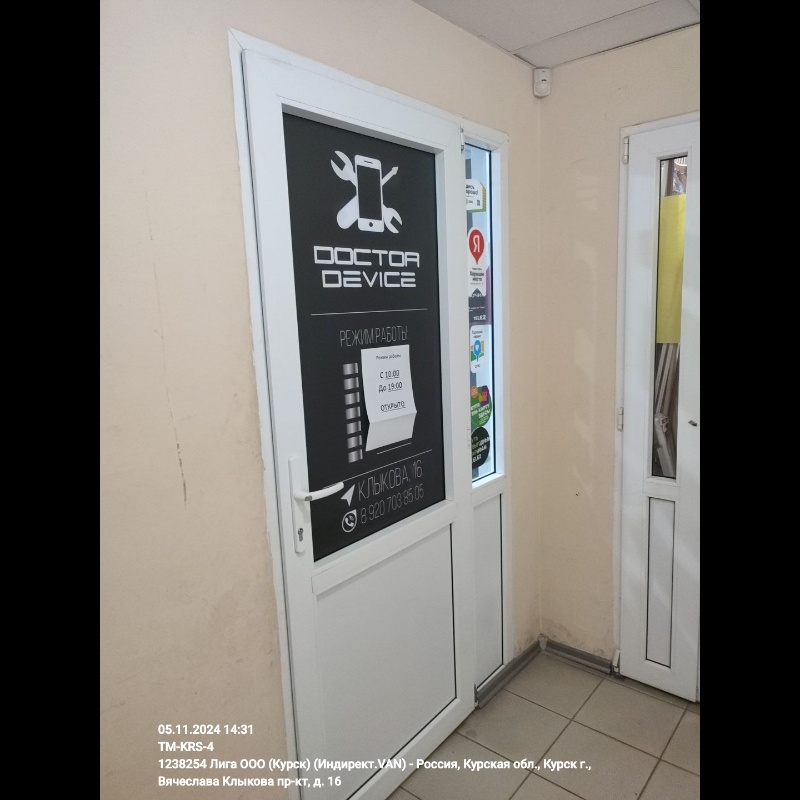 DOCTOR
DEVICE
РЕЖИМ РАБОТЫ
Режим работы
С 10:00
До 19:00
ОТКРЫТО
КЛЫКОВА, 16
8 920 703 85 05
Я
05.11.2024 14:31
TM-KRS-4
1238254 Лига ООО (Курск) (Индирект.VAN) - Россия, Курская обл., Курск г.,
Вячеслава Клыкова пр-кт, д. 16